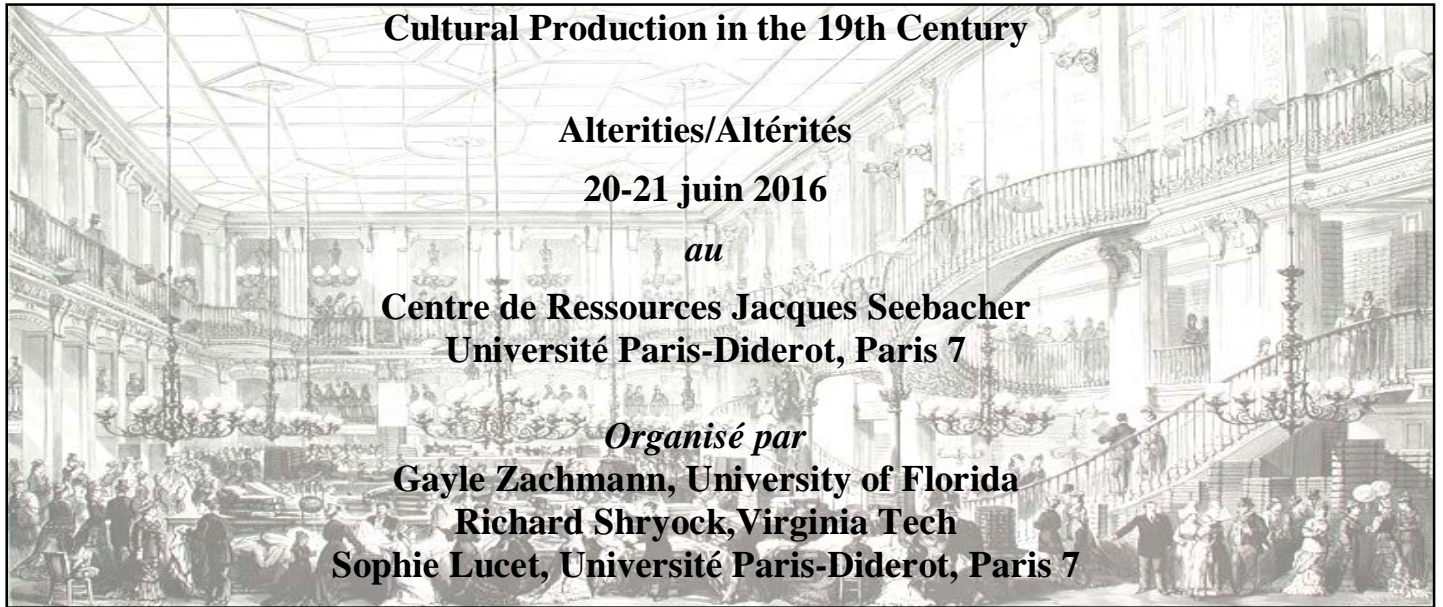 Cultural Production in the 19th Century
Alterities/Altérités
20-21 juin 2016
au
Centre de Ressources Jacques Seebacher
Université Paris-Diderot, Paris 7
Organisé par
Gayle Zachmann, University of Florida
Richard Shryock,Virginia Tech
Sophie Lucet, Université Paris-Diderot, Paris 7